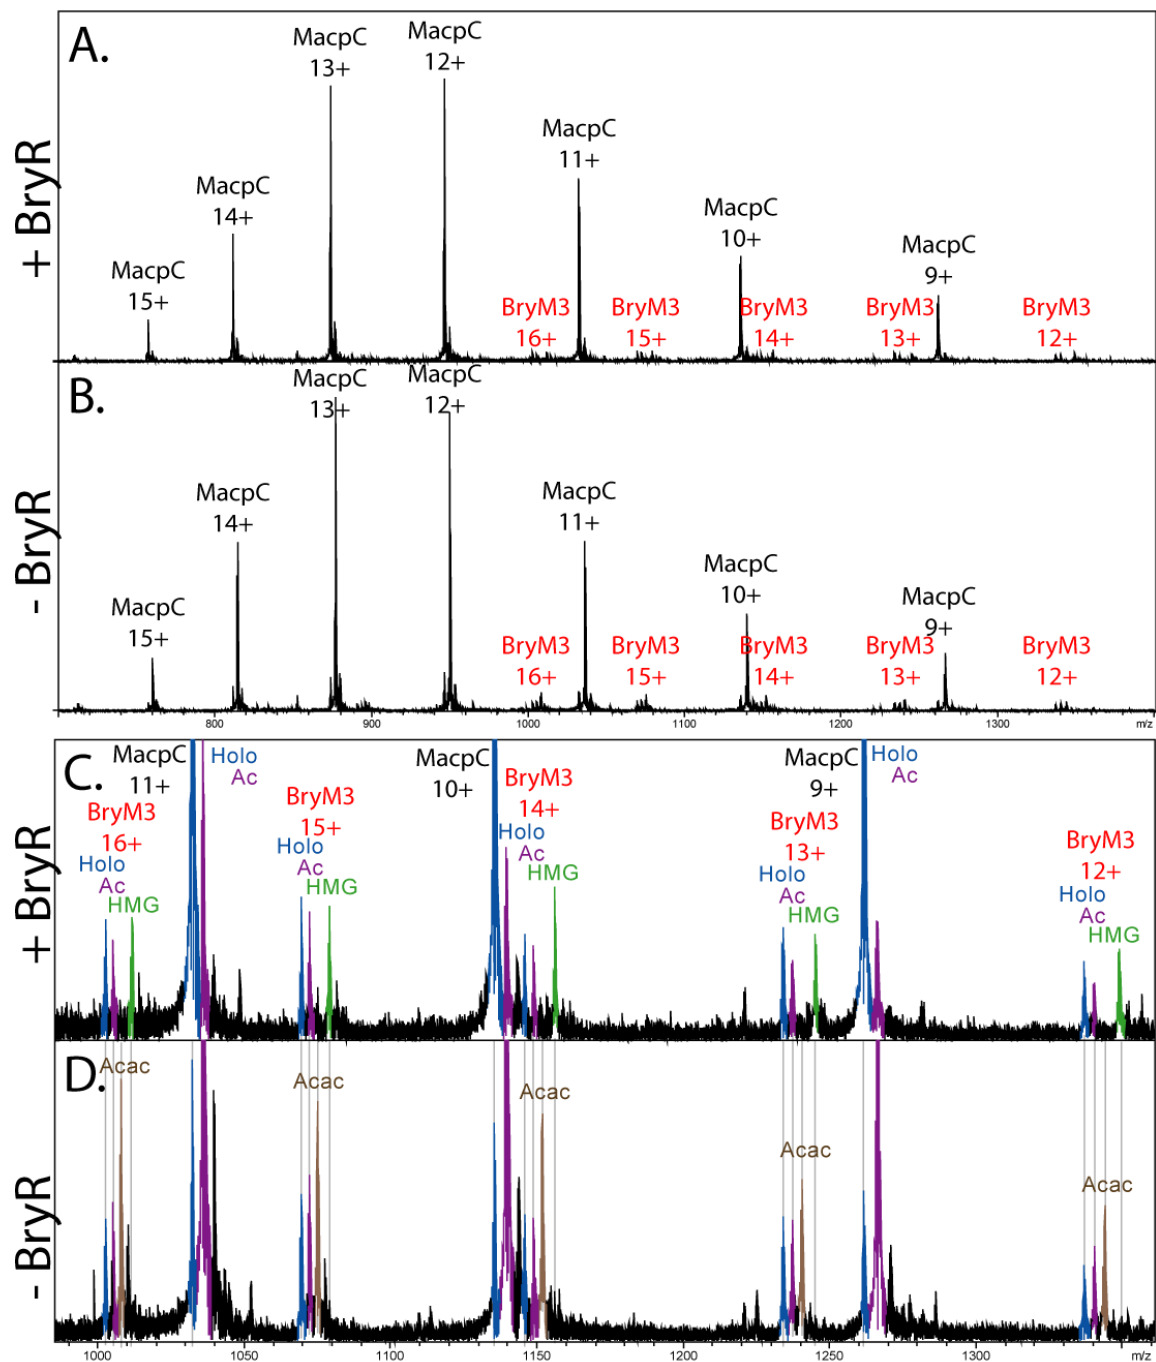 A.
+ BryR
MacpC
15+
MacpC
14+
MacpC
13+
MacpC
12+
MacpC
11+
MacpC
10+
MacpC
9+
BryM3
16+
BryM3
15+
BryM3
14+
BryM3
13+
BryM3
12+
B.
- BryR
MacpC
15+
MacpC
14+
MacpC
13+
MacpC
12+
MacpC
11+
MacpC
10+
MacpC
9+
BryM3
16+
BryM3
15+
BryM3
14+
BryM3
13+
BryM3
12+
800 900 1000 1100 1200 1300 m/z
C.
+ BryR
MacpC
11+
Holo
Ac
BryM3
16+
Holo
Ac
HMG
BryM3
15+
Holo
Ac
HMG
MacpC
10+
BryM3
14+
Holo
Ac
HMG
MacpC
9+
Holo
Ac
BryM3
13+
Holo
Ac
HMG
BryM3
12+
Holo
Ac
HMG
D.
- BryR
Acac
Acac
Acac
Acac
Acac
1000 1050 1100 1150 1200 1250 1300 m/z